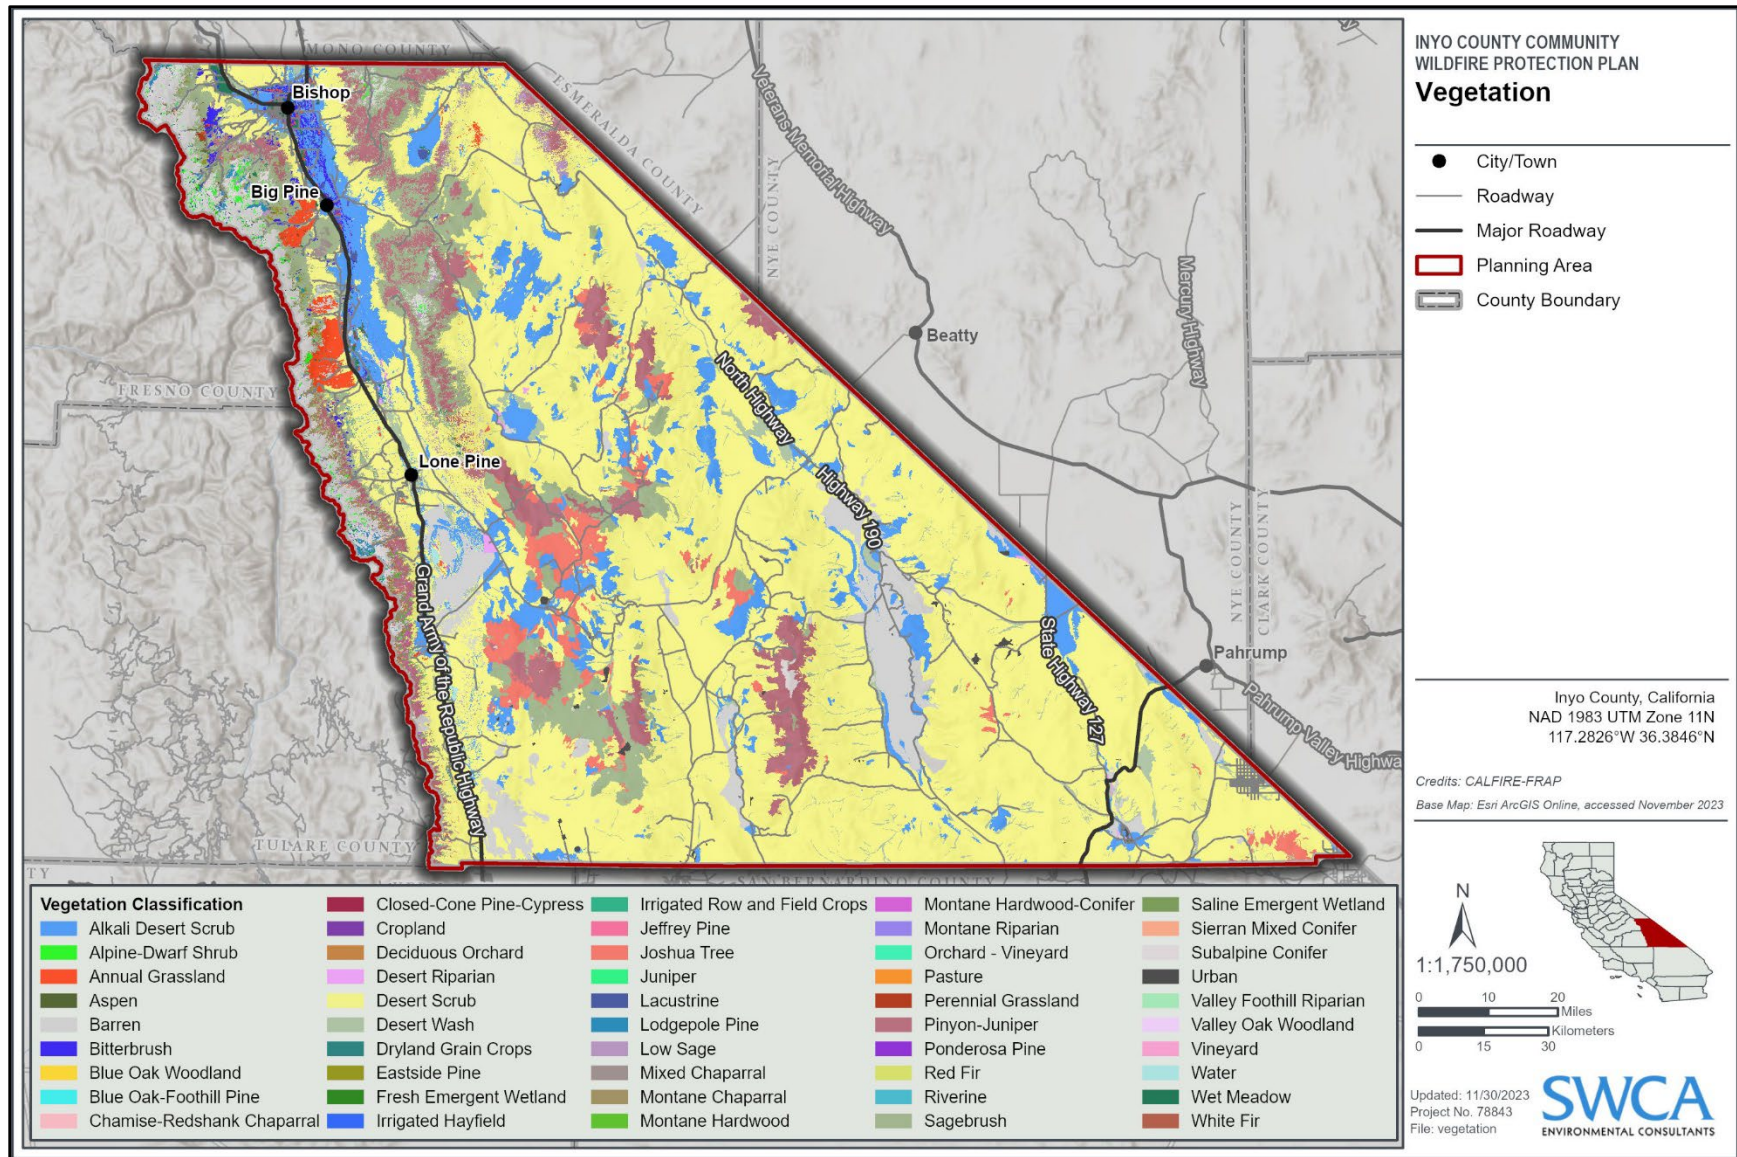 INYO COUNTY COMMUNITY
WILDFIRE PROTECTION PLAN
Vegetation
City/Town
Roadway
Major Roadway
Planning Area
County Boundary
MONO COUNTY
Bishop
ESMERALDA COUNTY
Veterans Memorial Highway
NYE COUNTY
Big Pine
Mercury Highway
Beatty
North Highway
FRESNO COUNTY
Lone Pine
Highway 190
NYE COUNTY
CLARK COUNTY
Grand Army of the Republic Highway
State Highway 127
Pahrump
Pahrump Valley Highwa
TULARE COUNTY
TY
SAN BERNARDINO COUNTY
Inyo County, California
NAD 1983 UTM Zone 11N
117.2826°W 36.3846°N
Credits: CALFIRE-FRAP
Base Map: Esri ArcGIS Online, accessed November 2023
Vegetation Classification
Alkali Desert Scrub
Alpine-Dwarf Shrub
Annual Grassland
Aspen
Barren
Bitterbrush
Blue Oak Woodland
Blue Oak-Foothill Pine
Chamise-Redshank Chaparral
Closed-Cone Pine-Cypress
Cropland
Deciduous Orchard
Desert Riparian
Desert Scrub
Desert Wash
Dryland Grain Crops
Eastside Pine
Fresh Emergent Wetland
Irrigated Hayfield
Irrigated Row and Field Crops
Jeffrey Pine
Joshua Tree
Juniper
Lacustrine
Lodgepole Pine
Low Sage
Mixed Chaparral
Montane Chaparral
Montane Hardwood
Montane Hardwood-Conifer
Montane Riparian
Orchard - Vineyard
Pasture
Perennial Grassland
Pinyon-Juniper
Ponderosa Pine
Red Fir
Riverine
Sagebrush
Saline Emergent Wetland
Sierran Mixed Conifer
Subalpine Conifer
Urban
Valley Foothill Riparian
Valley Oak Woodland
Vineyard
Water
Wet Meadow
White Fir
N
1:1,750,000
0 10 20
Miles
Kilometers
0 15 30
Updated: 11/30/2023
Project No. 78843
File: vegetation
SWCA
ENVIRONMENTAL CONSULTANTS